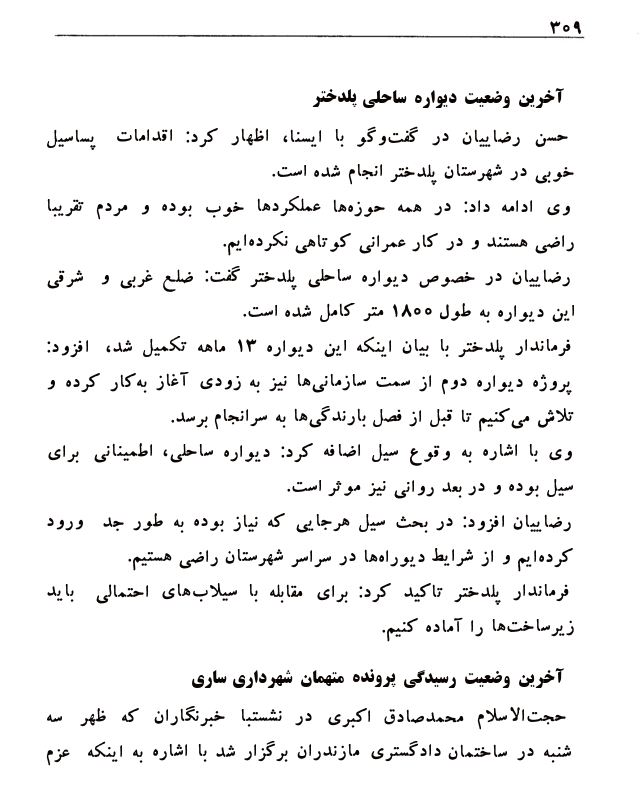 ۳۰۹
آخرین وضعیت دیواره ساحلی پلدختر
حسن رضاییان در گفت‌وگو با ایسنا، اظهار کرد: اقدامات پساسیل
خوبی در شهرستان پلدختر انجام شده است.
وی ادامه داد: در همه حوزه‌ها عملکردها خوب بوده و مردم تقریبا
راضی هستند و در کار عمرانی کوتاهی نکرده‌ایم.
رضاییان در خصوص دیواره ساحلی پلدختر گفت: ضلع غربی و شرقی
این دیواره به طول ۱۸۰۰ متر کامل شده است.
فرماندار پلدختر با بیان اینکه این دیواره ۱۳ ماهه تکمیل شد، افزود:
پروژه دیواره دوم از سمت سازمانی‌ها نیز به زودی آغاز به‌کار کرده و
تلاش می‌کنیم تا قبل از فصل بارندگی‌ها به سرانجام برسد.
وی با اشاره به وقوع سیل اضافه کرد: دیواره ساحلی، اطمینانی برای
سیل بوده و در بعد روانی نیز موثر است.
رضاییان افزود: در بحث سیل هرجایی که نیاز بوده به طور جد ورود
کرده‌ایم و از شرایط دیوراه‌ها در سراسر شهرستان راضی هستیم.
فرماندار پلدختر تاکید کرد: برای مقابله با سیلاب‌های احتمالی باید
زیرساخت‌ها را آماده کنیم.
آخرین وضعیت رسیدگی پرونده متهمان شهرداری ساری
حجت‌الاسلام محمدصادق اکبری در نشستبا خبرنگاران که ظهر سه
شنبه در ساختمان دادگستری مازندران برگزار شد با اشاره به اینکه عزم